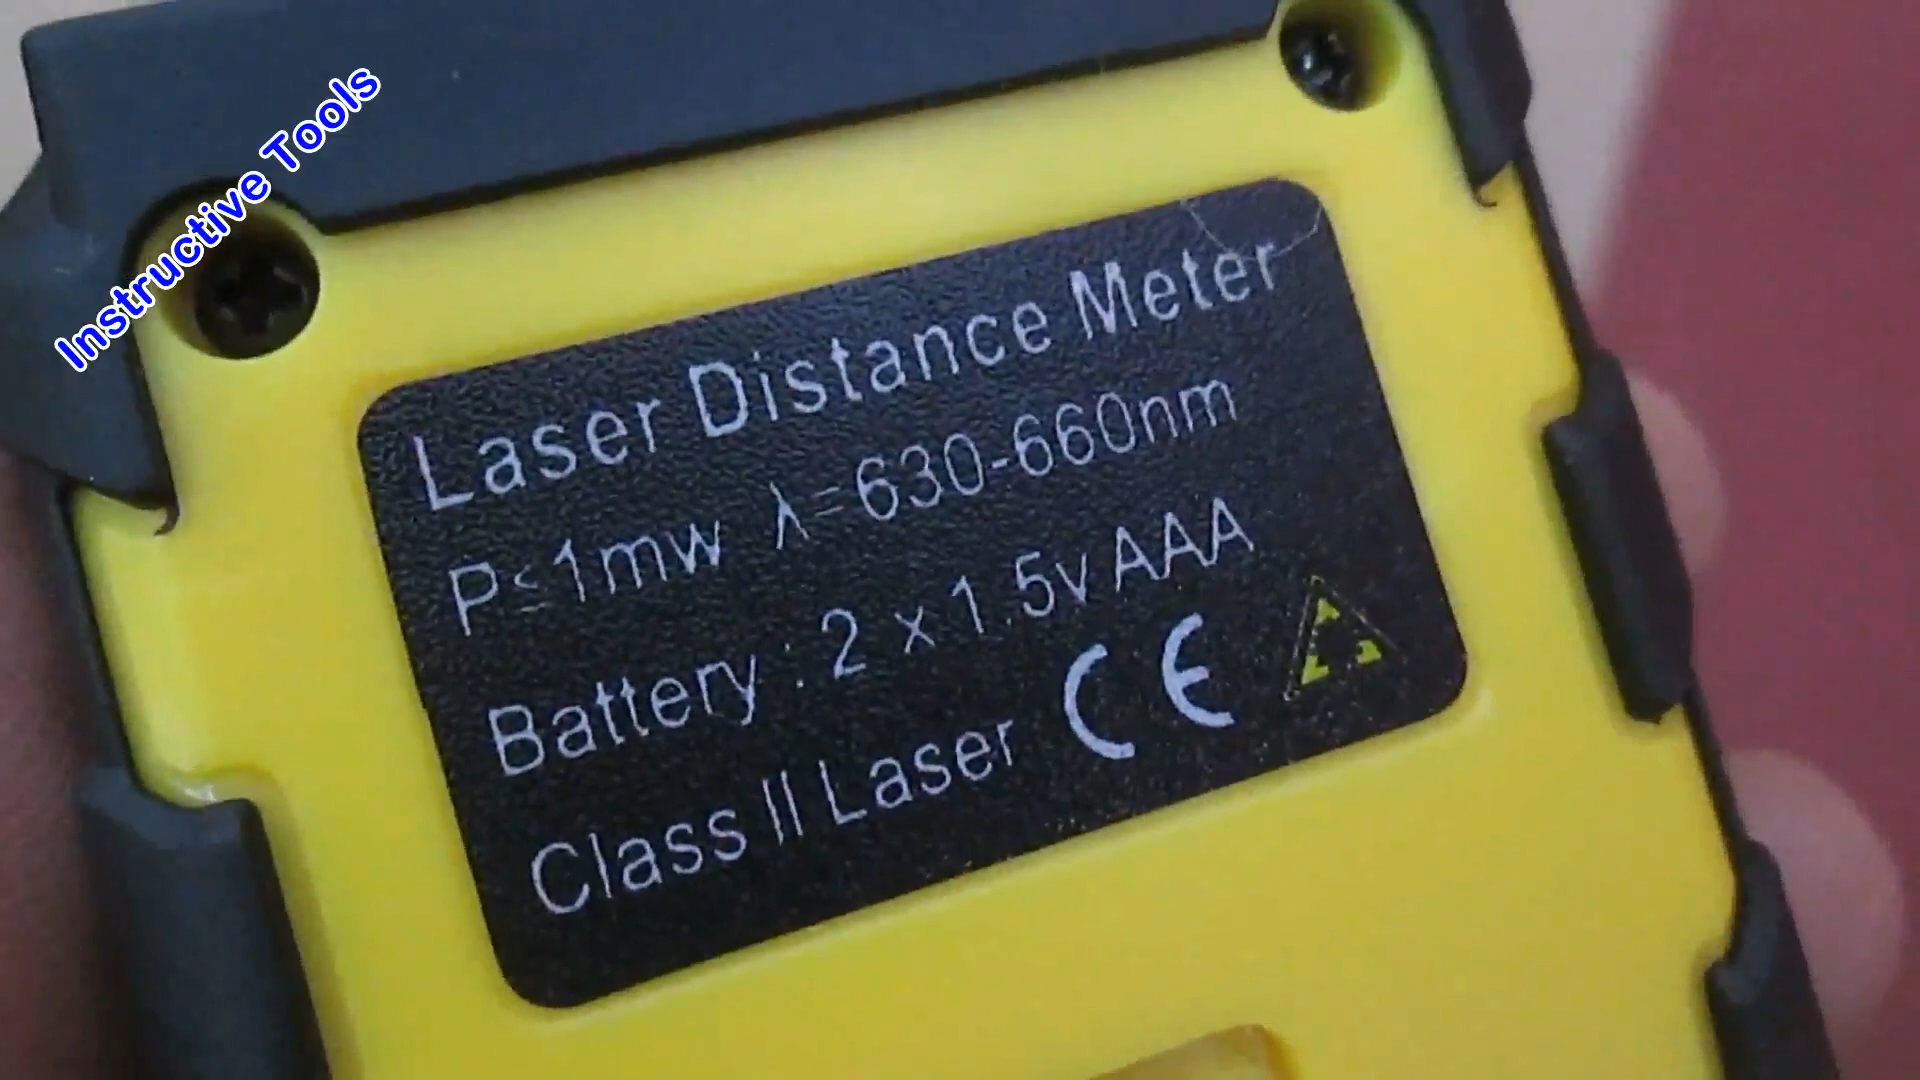 Instructive Tools
Laser Distance Meter
P≤1mw λ=630-660nm
Battery : 2 x 1.5v AAA
Class II Laser CE